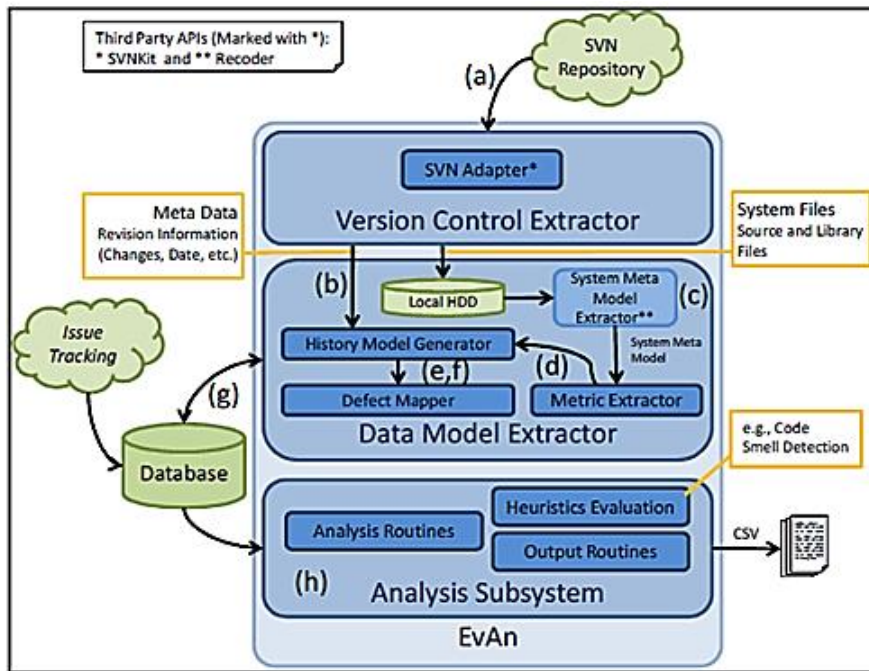 Third Party APIs (Marked with *):
* SVNKit and ** Recoder
SVN
Repository
(a)
SVN Adapter*
Version Control Extractor
Meta Data
Revision Information
(Changes, Date, etc.)
System Files
Source and Library
Files
(b)
Local HDD
System Meta
Model
Extractor**
(c)
Issue
Tracking
History Model Generator
(d)
System Meta
Model
(e,f)
(g)
Defect Mapper
Metric Extractor
Data Model Extractor
e.g., Code
Smell Detection
Database
Heuristics Evaluation
Analysis Routines
Output Routines
CSV
(h)
Analysis Subsystem
EvAn